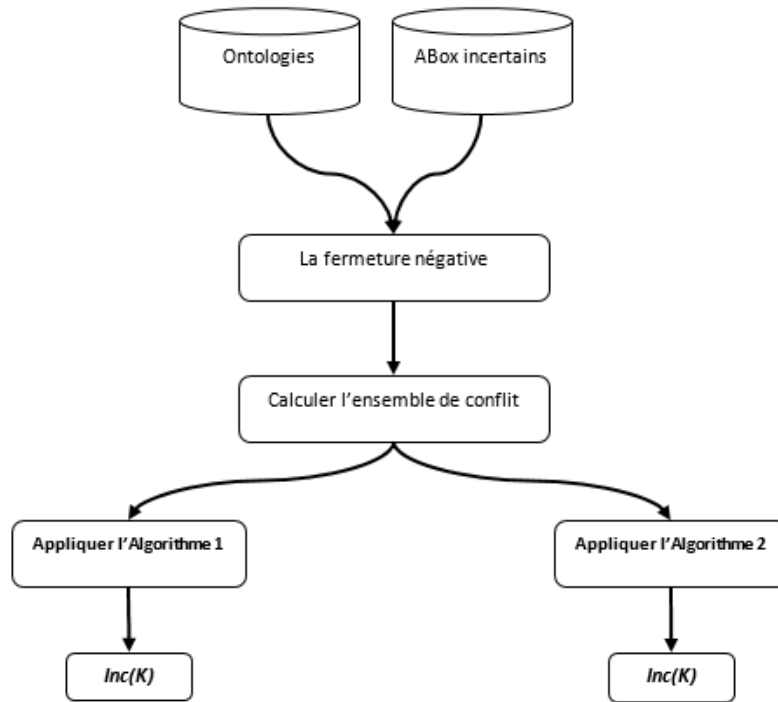 Ontologies
ABox incertains
La fermeture négative
Calculer l'ensemble de conflit
Appliquer l'Algorithme 1
Appliquer l'Algorithme 2
Inc(K)
Inc(K)